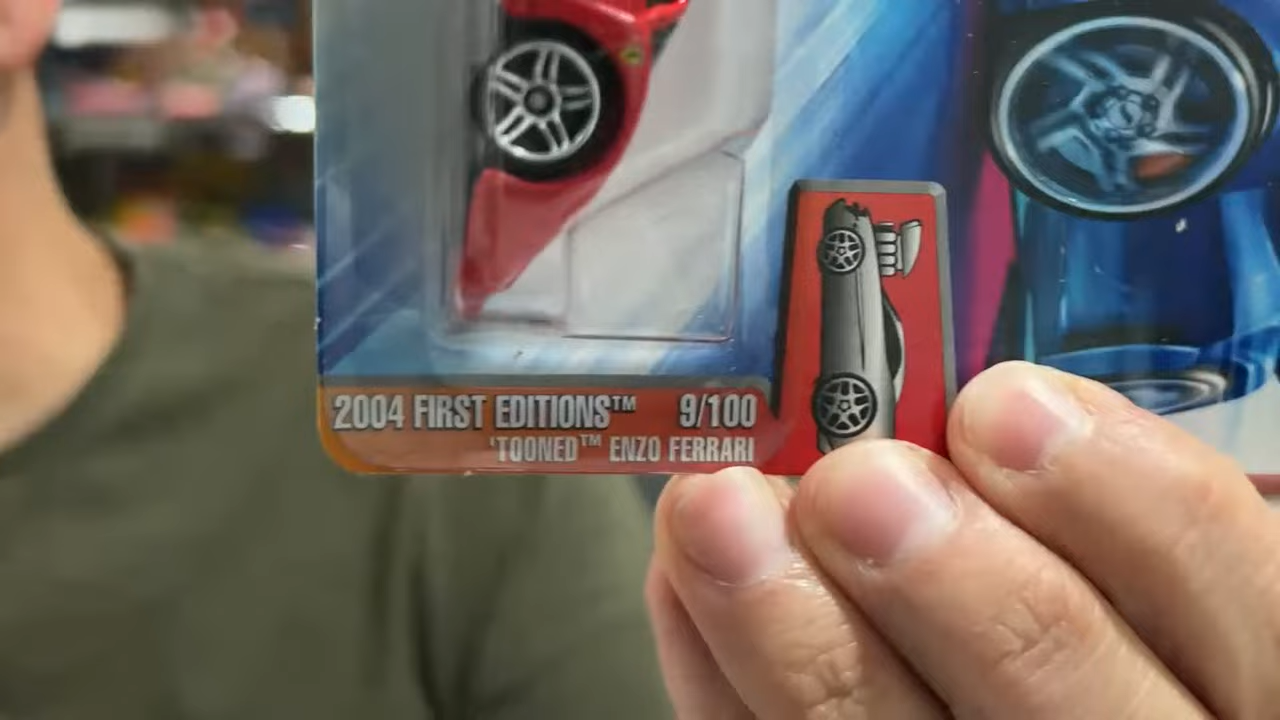 2004 FIRST EDITIONS™ 9/100
'TOONED™ ENZO FERRARI